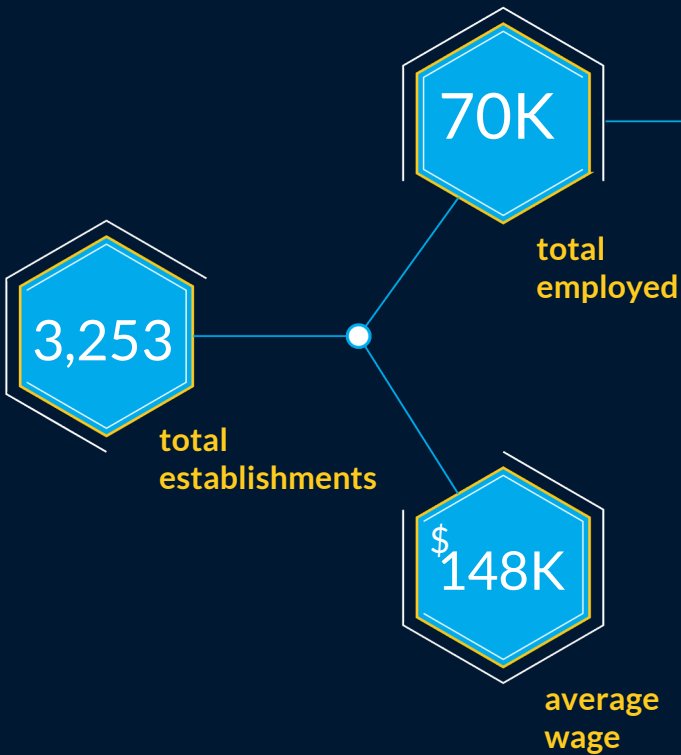 70K
total
employed
3,253
total
establishments
$148K
average
wage